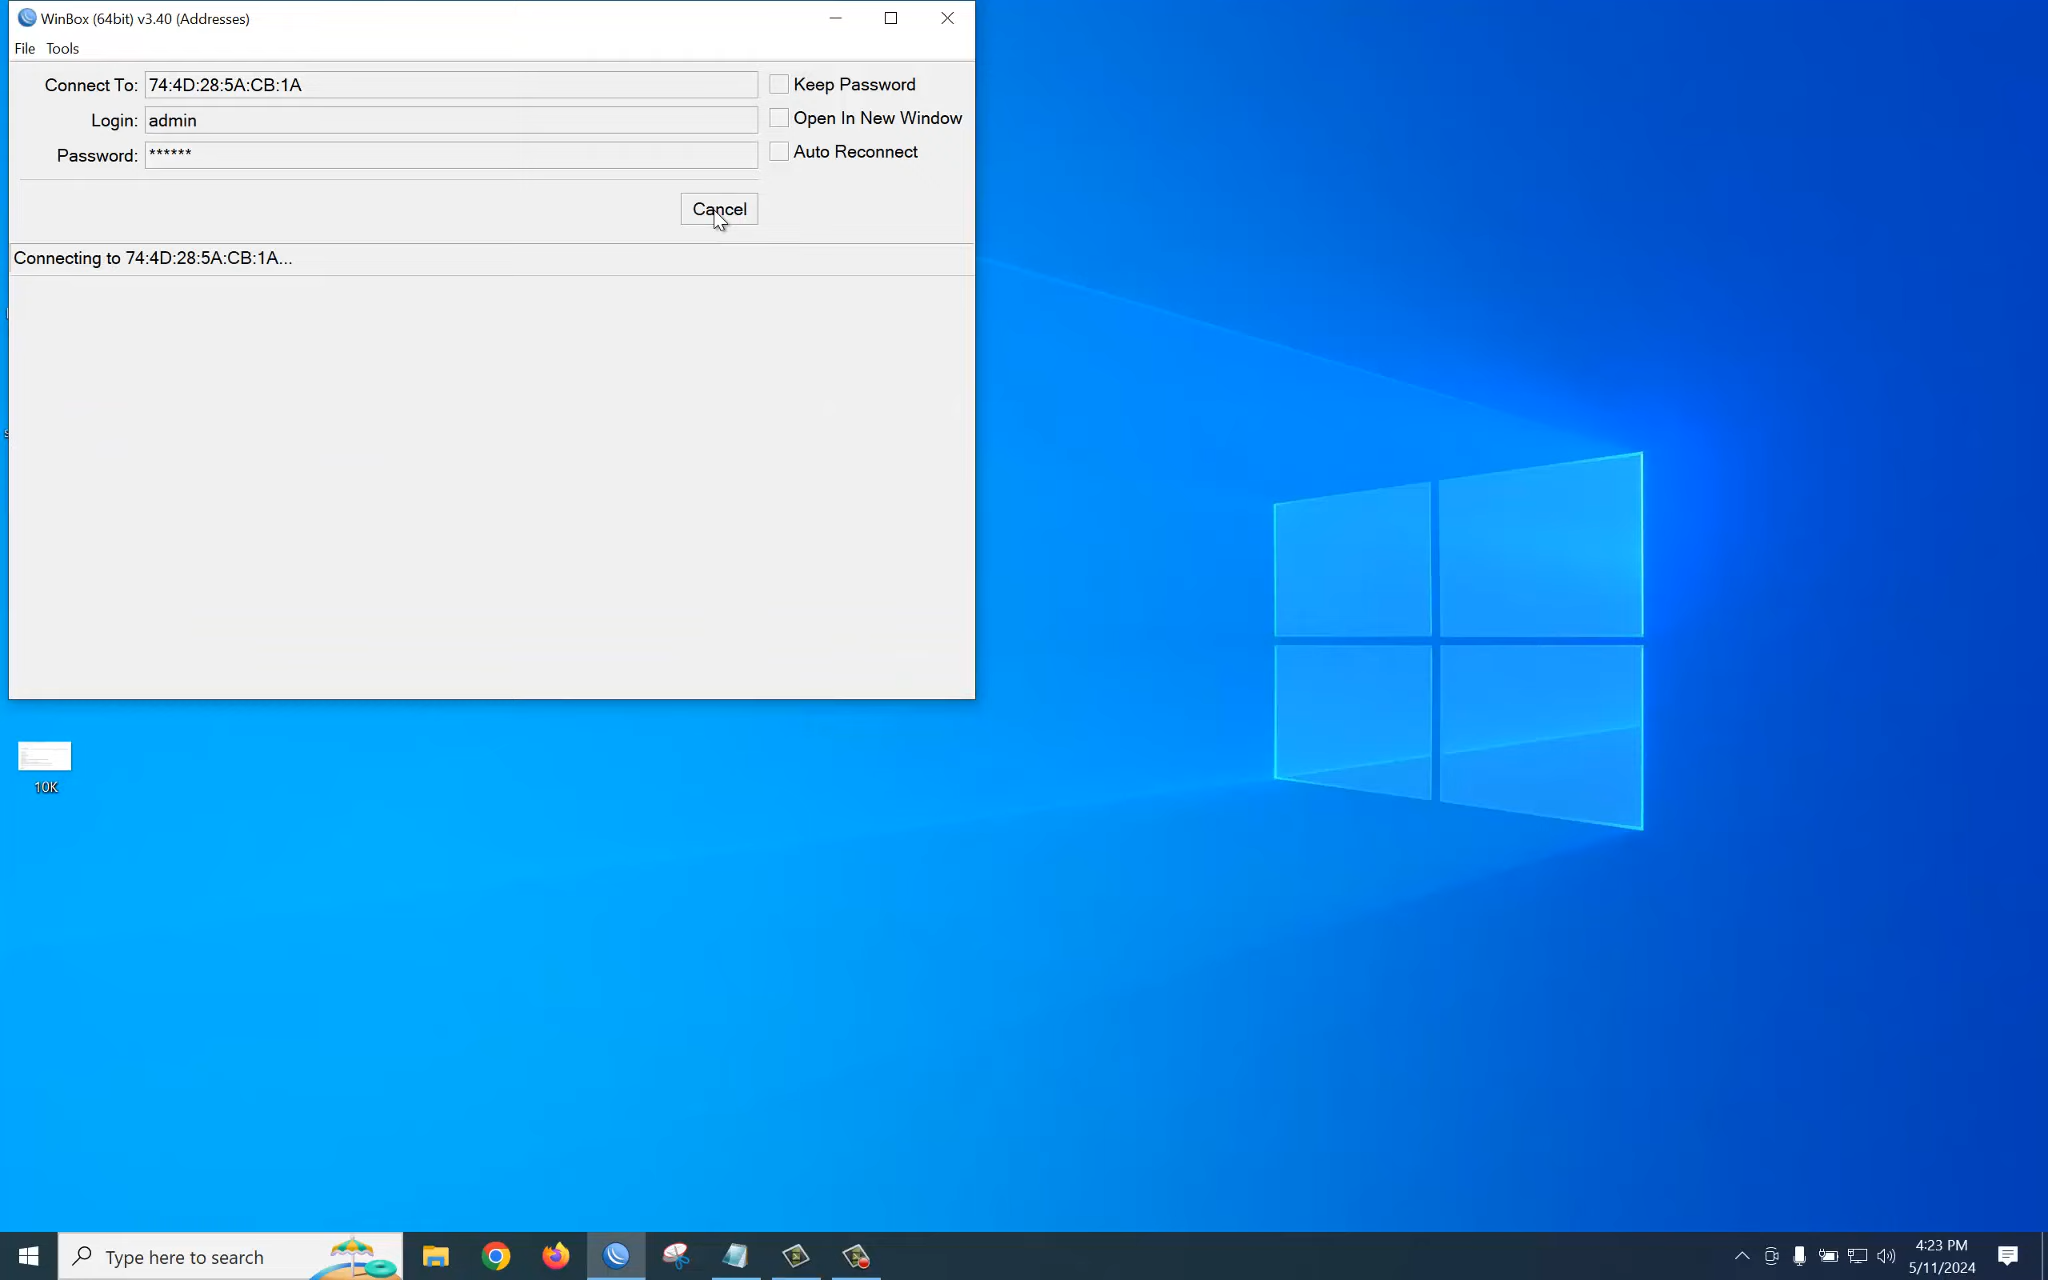 WinBox (64bit) v3.40 (Addresses)
File Tools
Connect To: 74:4D:28:5A:CB:1A
Keep Password
Login: admin
Open In New Window
Password: ******
Auto Reconnect
Cancel
Connecting to 74:4D:28:5A:CB:1A...
10K
Type here to search
4:23 PM
5/11/2024